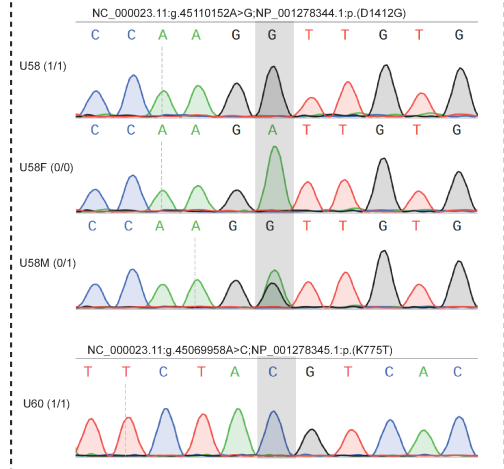 NC_000023.11:g.45110152A>G;NP_001278344.1:p.(D1412G)
C C A A G G T T G T G
U58 (1/1)
C C A A G A T T G T G
U58F (0/0)
C C A A G G T T G T G
U58M (0/1)
NC_000023.11:g.45069958A>C;NP_001278345.1:p.(K775T)
T T C T A C G T C A C
U60 (1/1)